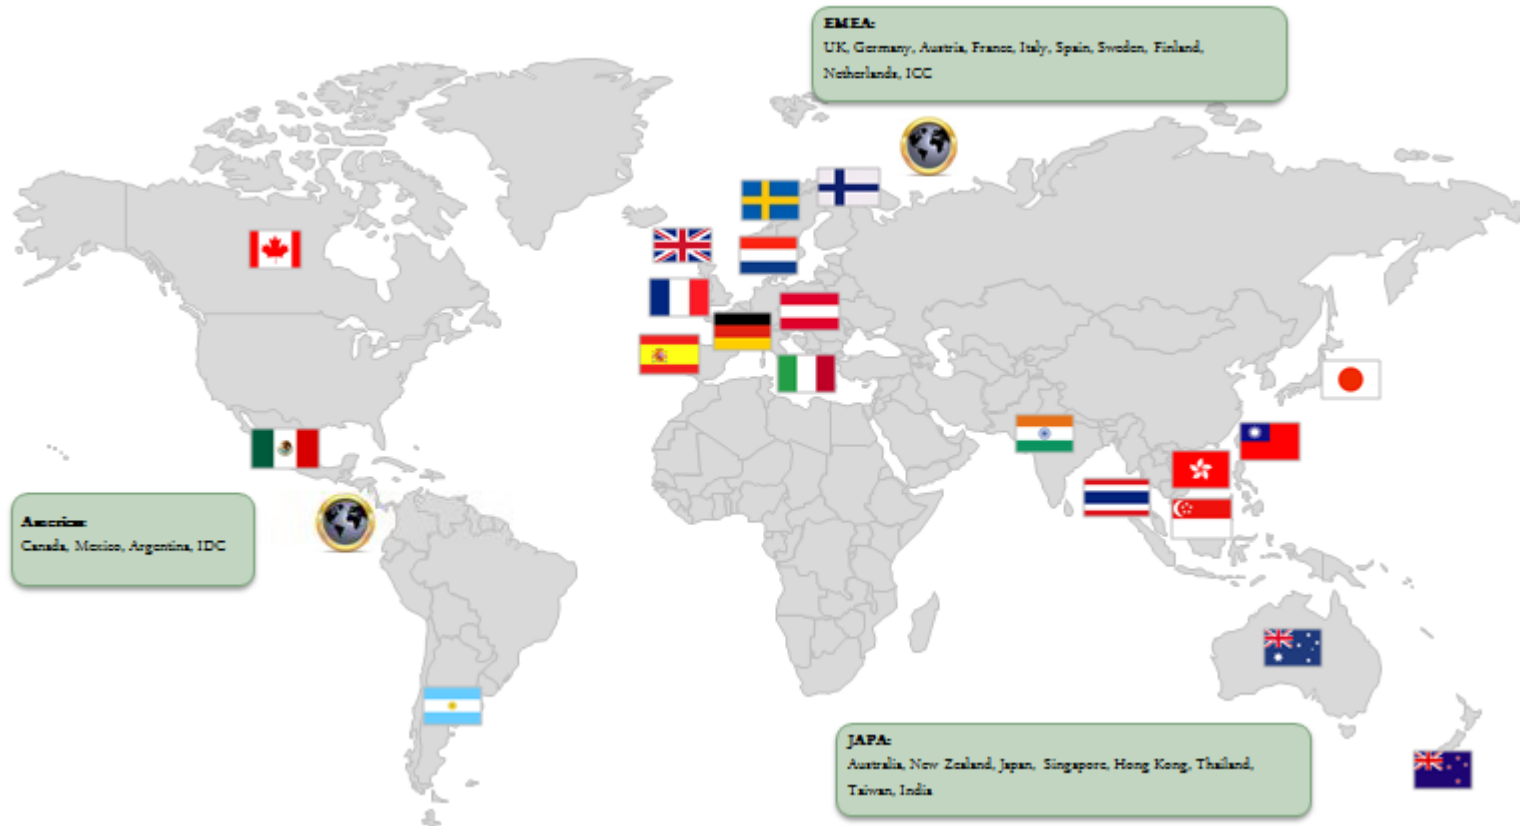 EMEA:
UK, Germany, Austria, France, Italy, Spain, Sweden, Finland,
Netherlands, ICC
Americas:
Canada, Mexico, Argentina, IDC
JAPA:
Australia, New Zealand, Japan, Singapore, Hong Kong, Thailand,
Taiwan, India